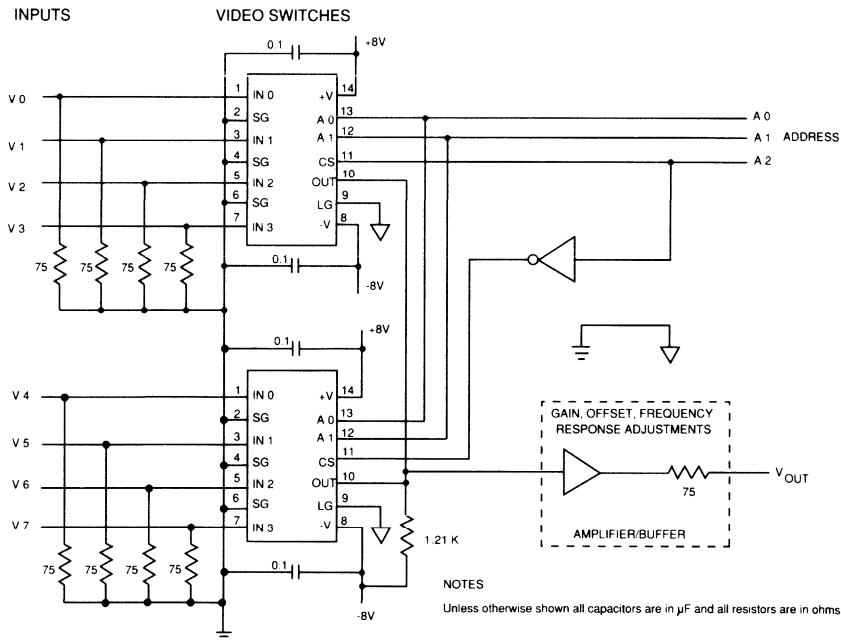 INPUTS
VIDEO SWITCHES
0.1
+8V
V 0
V 1
V 2
V 3
1
2
3
4
5
6
7
IN 0
SG
IN 1
SG
IN 2
SG
IN 3
+V
A 0
A 1
CS
OUT
LG
-V
14
13
12
11
10
9
8
A 0
A 1 ADDRESS
A 2
75
75
75
75
0.1
-8V
0.1
+8V
V 4
V 5
V 6
V 7
1
2
3
4
5
6
7
IN 0
SG
IN 1
SG
IN 2
SG
IN 3
+V
A 0
A 1
CS
OUT
LG
-V
14
13
12
11
10
9
8
GAIN, OFFSET, FREQUENCY
RESPONSE ADJUSTMENTS
75
V OUT
AMPLIFIER/BUFFER
1.21 K
75
75
75
75
0.1
-8V
NOTES
Unless otherwise shown all capacitors are in µF and all resistors are in ohms